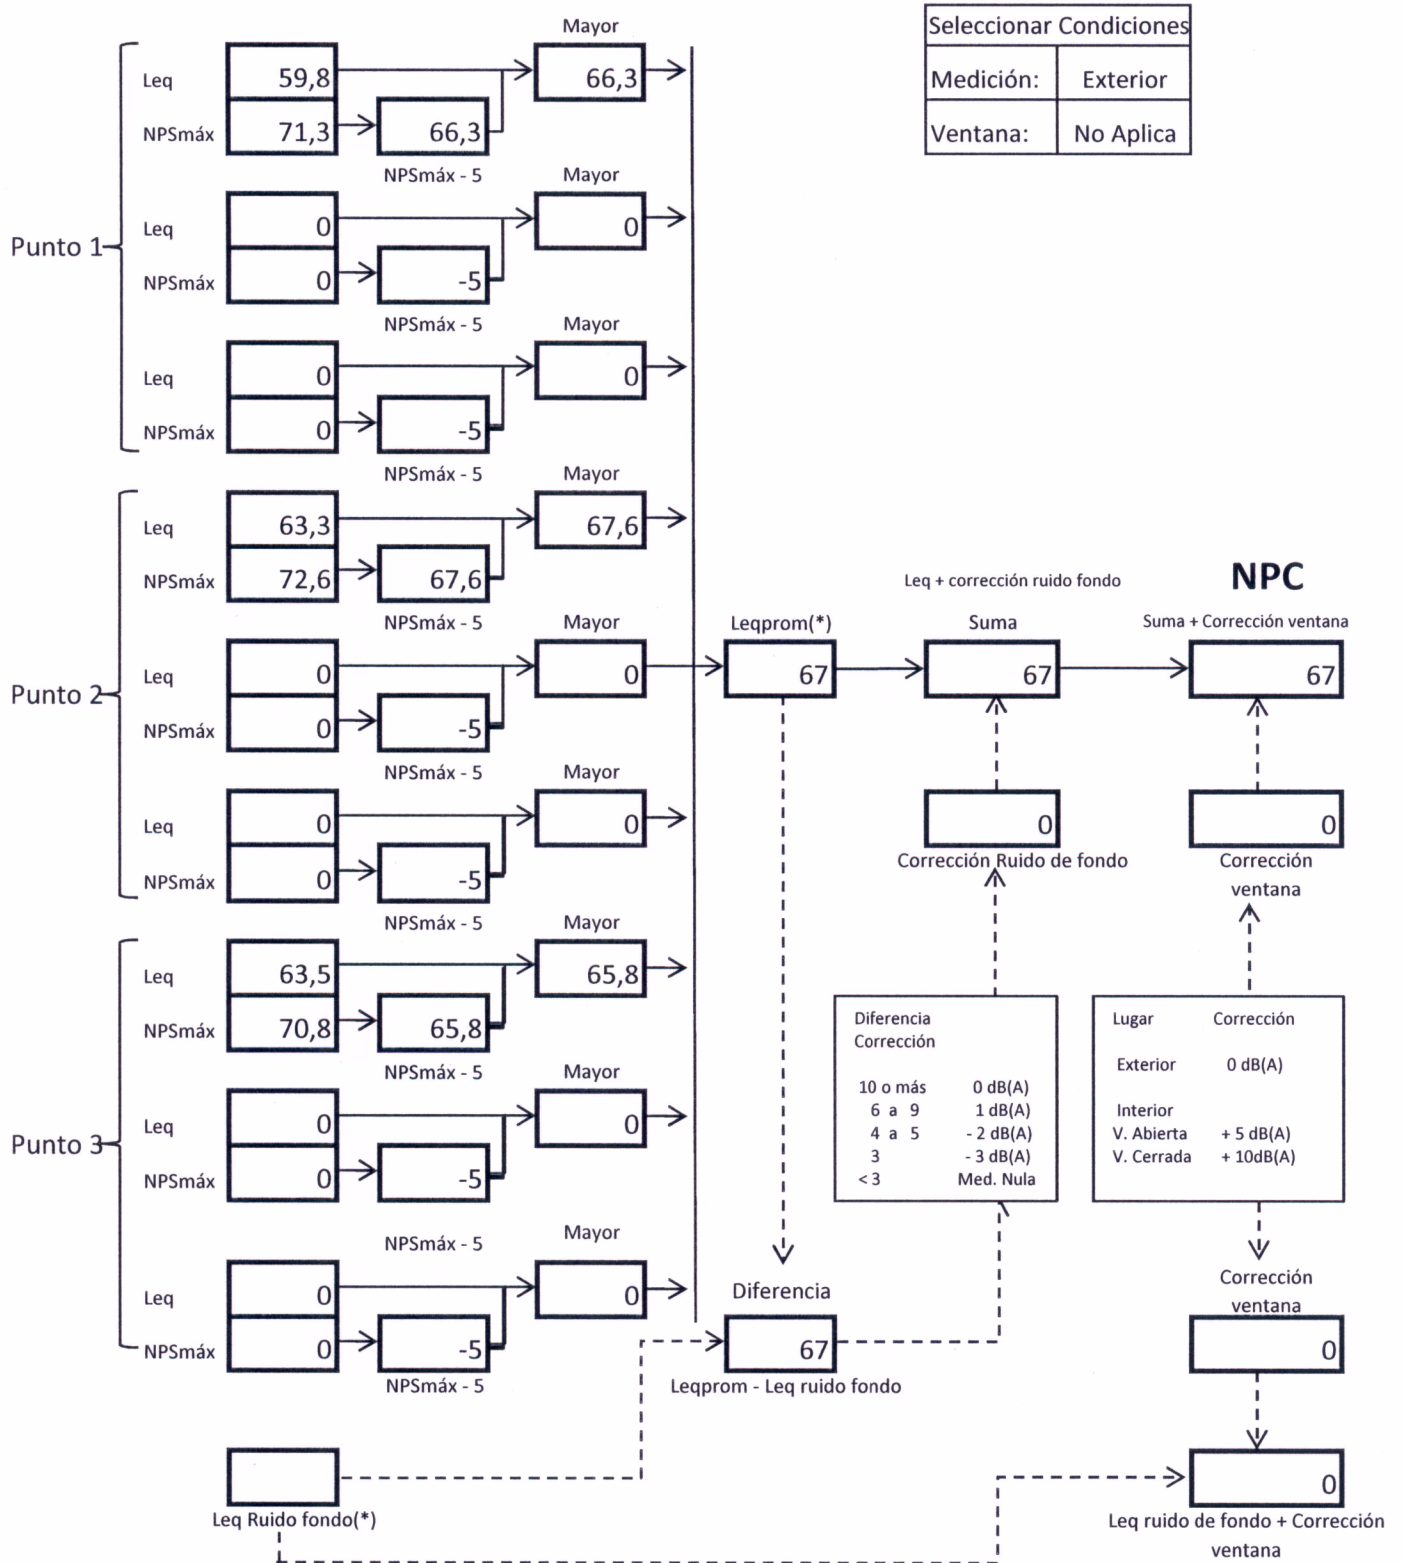 Seleccionar Condiciones
Medición: Exterior
Ventana: No Aplica
Punto 1
Mayor
Leq 59,8 66,3
NPSmáx 71,3 66,3
NPSmáx - 5
Mayor
Leq 0 0
NPSmáx 0 -5
NPSmáx - 5
Mayor
Leq 0 0
NPSmáx 0 -5
NPSmáx - 5
Punto 2
Mayor
Leq 63,3 67,6
NPSmáx 72,6 67,6
NPSmáx - 5
Mayor
Leq 0 0
NPSmáx 0 -5
NPSmáx - 5
Mayor
Leq 0 0
NPSmáx 0 -5
NPSmáx - 5
Punto 3
Mayor
Leq 63,5 65,8
NPSmáx 70,8 65,8
NPSmáx - 5
Mayor
Leq 0 0
NPSmáx 0 -5
NPSmáx - 5
Mayor
Leq 0 0
NPSmáx 0 -5
NPSmáx - 5
Leq Ruido fondo(*)
Leqprom(*)
67
Leq + corrección ruido fondo
Suma
67
NPC
Suma + Corrección ventana
67
0
Corrección Ruido de fondo
0
Corrección
ventana
Diferencia
Corrección
10 o más 0 dB(A)
6 a 9 1 dB(A)
4 a 5 - 2 dB(A)
3 - 3 dB(A)
< 3 Med. Nula
Lugar Corrección
Exterior 0 dB(A)
Interior
V. Abierta + 5 dB(A)
V. Cerrada + 10dB(A)
Diferencia
67
Leqprom - Leq ruido fondo
Corrección
ventana
0
0
Leq ruido de fondo + Corrección
ventana